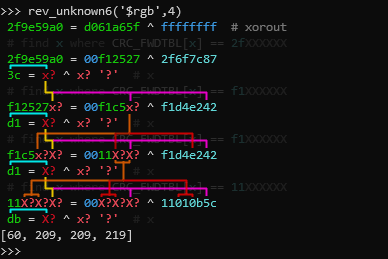 >>> rev_unknown6('$rgb',4)
2f9e59a0 = d061a65f ^ ffffffff  # xorout
# find x where CRC_FWDTBL[x] == 2fXXXXXX
2f9e59a0 = 00f12527 ^ 2f6f7c87
3c = x? ^ x? '?'  # x
# find x where CRC_FWDTBL[x] == f1XXXXXX
f12527x? = 00f1c5x? ^ f1d4e242
d1 = X? ^ x? '?'  # x
# find x where CRC_FWDTBL[x] == f1XXXXXX
f1c5x?X? = 0011X?X? ^ f1d4e242
d1 = X? ^ x? '?'  # x
# find x where CRC_FWDTBL[x] == 11XXXXXX
11X?X?X? = 00X?X?X? ^ 11010b5c
db = X? ^ x? '?'  # x
[60, 209, 209, 219]
>>>